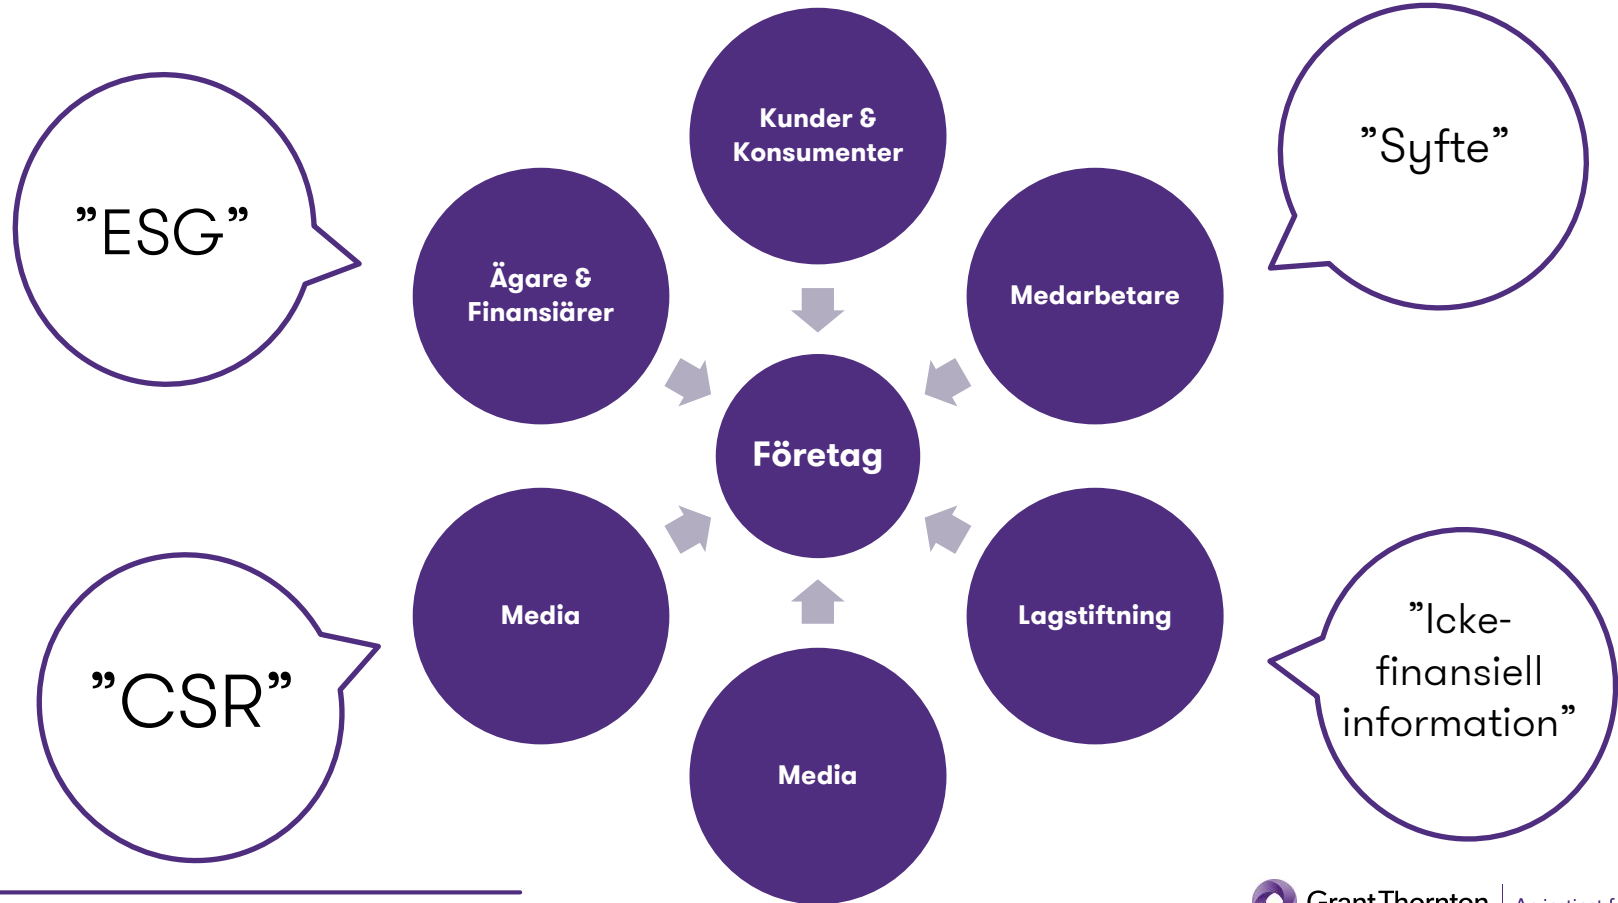 Kunder &
Konsumenter
”Syfte”
”ESG”
Ägare &
Finansiärer
Medarbetare
Företag
Media
Lagstiftning
”Icke-
finansiell
information”
”CSR”
Media
Grant Thornton